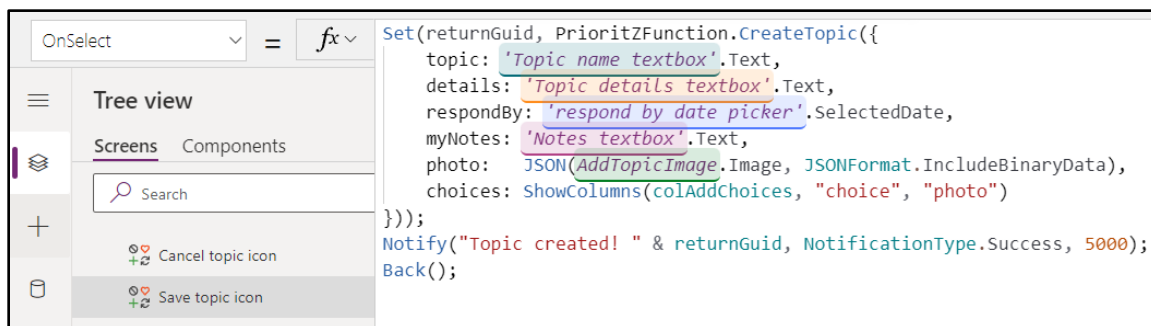 OnSelect
=
fx
Set(returnGuid, PrioritZFunction.CreateTopic({
    topic: 'Topic name textbox'.Text,
    details: 'Topic details textbox'.Text,
    respondBy: 'respond by date picker'.SelectedDate,
    myNotes: 'Notes textbox'.Text,
    photo:   JSON(AddTopicImage.Image, JSONFormat.IncludeBinaryData),
    choices: ShowColumns(colAddChoices, "choice", "photo")
}));
Notify("Topic created! " & returnGuid, NotificationType.Success, 5000);
Back();
Tree view
Screens Components
Search
Cancel topic icon
Save topic icon